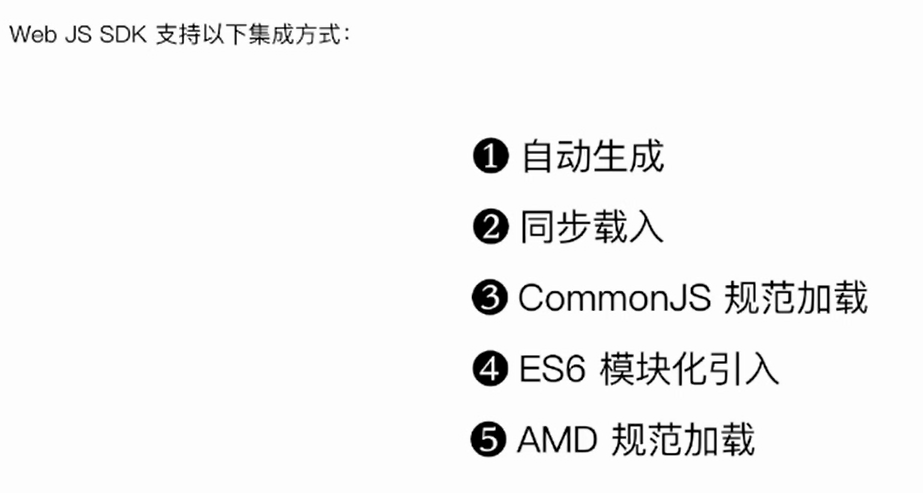 Web JS SDK 支持以下集成方式：
❶ 自动生成
❷ 同步载入
❸ CommonJS 规范加载
❹ ES6 模块化引入
❺ AMD 规范加载